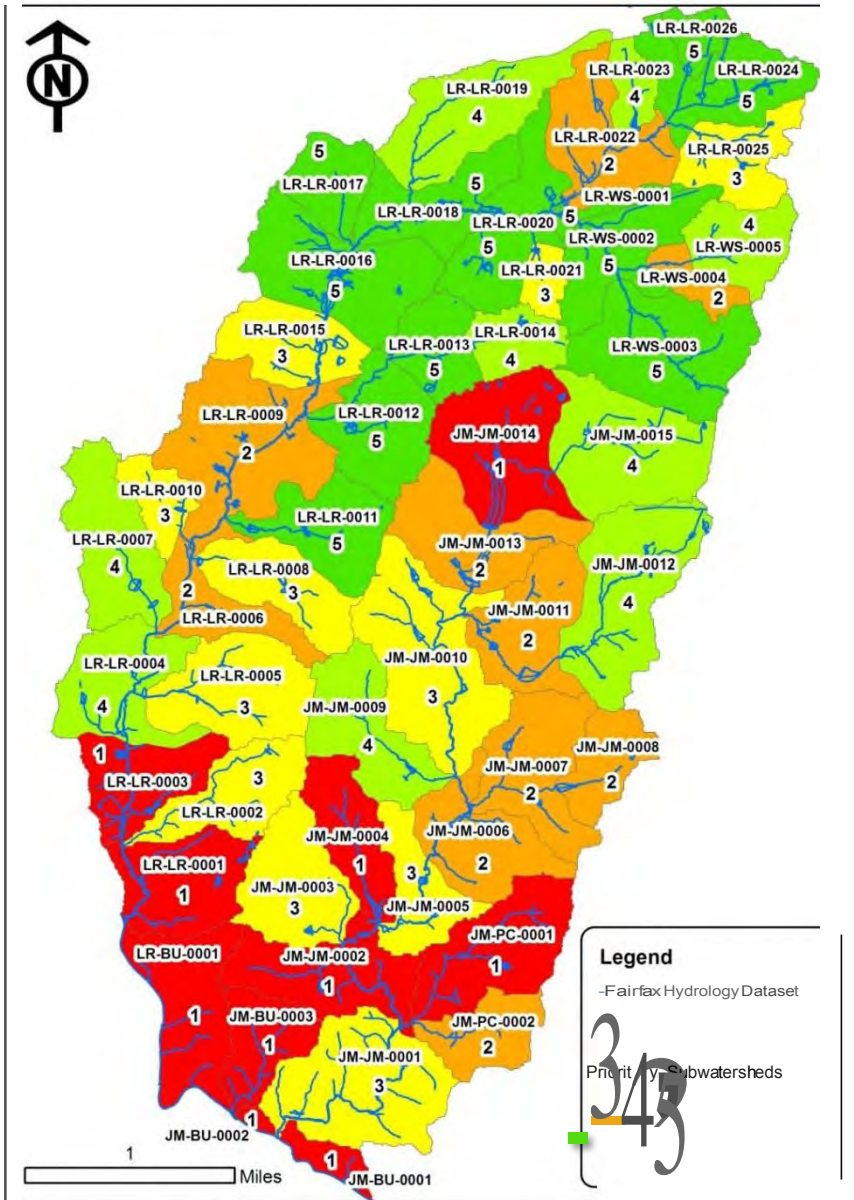 N
LR-LR-0026
5
LR-LR-0023
LR-LR-0024
4
5
LR-LR-0019
4
LR-LR-0022
2
LR-LR-0025
3
5
LR-LR-0017
5
LR-WS-0001
LR-LR-0018
LR-LR-0020
5
4
LR-WS-0002
LR-WS-0005
5
LR-LR-0016
LR-LR-0021
5
LR-WS-0004
5
3
2
LR-LR-0015
3
LR-LR-0013
LR-LR-0014
LR-WS-0003
5
4
5
LR-LR-0009
LR-LR-0012
2
5
JM-JM-0014
JM-JM-0015
1
4
LR-LR-0010
3
LR-LR-0011
5
LR-LR-0007
4
JM-JM-0013
2
LR-LR-0008
3
JM-JM-0012
4
2
LR-LR-0006
JM-JM-0011
2
LR-LR-0004
4
LR-LR-0005
3
JM-JM-0010
3
JM-JM-0009
4
1
LR-LR-0003
3
LR-LR-0002
JM-JM-0007
2
JM-JM-0008
2
JM-JM-0004
1
JM-JM-0006
2
LR-LR-0001
1
JM-JM-0003
3
3
JM-JM-0005
JM-PC-0001
1
LR-BU-0001
1
JM-JM-0002
1
JM-BU-0003
1
JM-PC-0002
2
JM-JM-0001
3
1
JM-BU-0002
1
JM-BU-0001
1
Miles
Legend
-Fairfax Hydrology Dataset
Subwatersheds
3
4
5